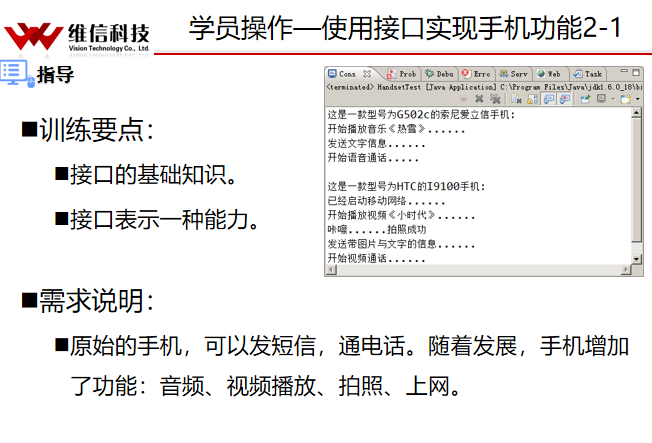 维信科技
Vision Technology Co., Ltd.
学员操作—使用接口实现手机功能2-1
指导
■训练要点：
■接口的基础知识。
■接口表示一种能力。
Cons Prob Debu Erro Serv Web Task
<terminated> HandsetTest [Java Application] C:\Program Files\Java\jdk1.6.0_18\bi
这是一款型号为G502c的索尼爱立信手机:
开始播放音乐《热雪》......
发送文字信息......
开始语音通话.....
这是一款型号为HTC的I9100手机:
已经启动移动网络......
开始播放视频《小时代》......
咔嚓......拍照成功
发送带图片与文字的信息......
开始视频通话......
■需求说明：
■原始的手机，可以发短信，通电话。随着发展，手机增加
了功能：音频、视频播放、拍照、上网。